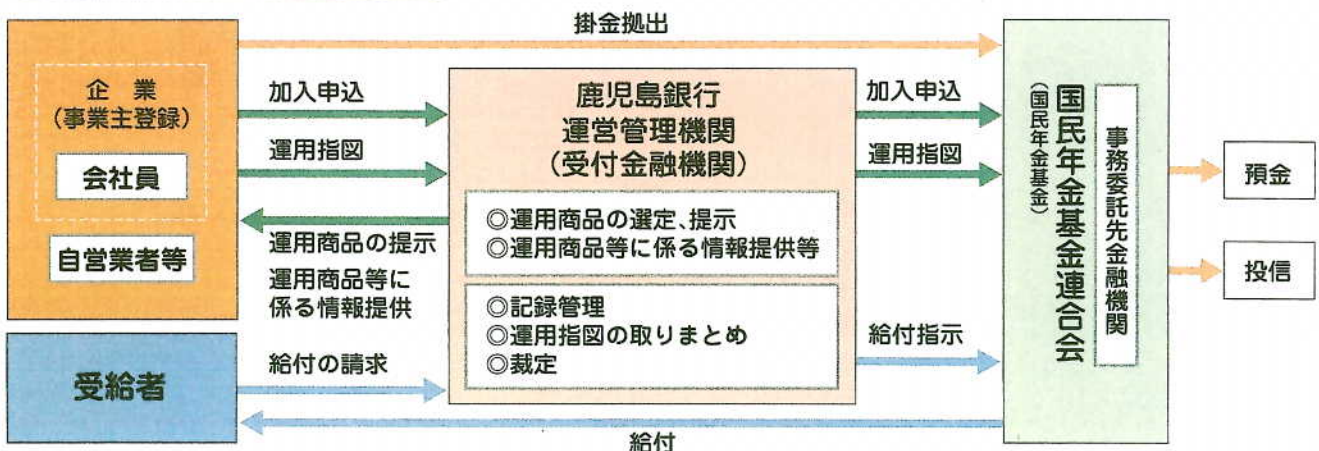 掛金拠出
企　業
（事業主登録）
会社員
自営業者等
加入申込
運用指図
運用商品の提示
運用商品等に
係る情報提供
鹿児島銀行
運営管理機関
（受付金融機関）
◎運用商品の選定、提示
◎運用商品等に係る情報提供等
◎記録管理
◎運用指図の取りまとめ
◎裁定
加入申込
運用指図
給付指示
国民年金基金連合会
（国民年金基金）
事務委託先金融機関
預金
投信
受給者
給付の請求
給付